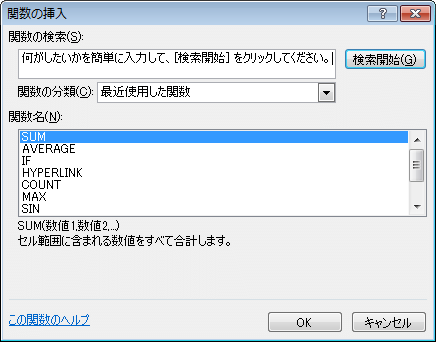 関数の挿入
関数の検索(S):
何がしたいかを簡単に入力して、[検索開始] をクリックしてください。
検索開始(G)
関数の分類(C): 最近使用した関数
関数名(N):
SUM
AVERAGE
IF
HYPERLINK
COUNT
MAX
SIN
SUM(数値1,数値2,...)
セル範囲に含まれる数値をすべて合計します。
この関数のヘルプ
OK
キャンセル